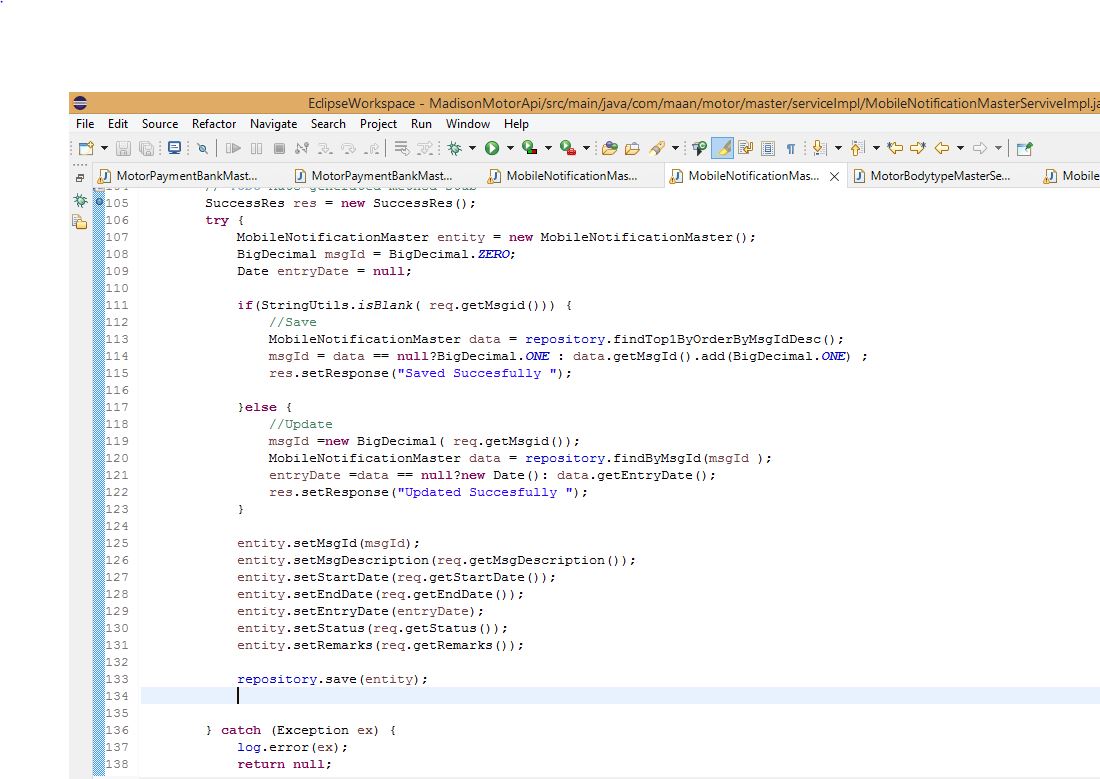 EclipseWorkspace - MadisonMotorApi/src/main/java/com/maan/motor/master/serviceImpl/MobileNotificationMasterServiveImpl.ja
File Edit Source Refactor Navigate Search Project Run Window Help
MotorPaymentBankMast... MotorPaymentBankMast... MobileNotificationMas... MobileNotificationMas... MotorBodytypeMasterSe... Mobile
105 SuccessRes res = new SuccessRes();
106 try {
107 MobileNotificationMaster entity = new MobileNotificationMaster();
108 BigDecimal msgId = BigDecimal.ZERO;
109 Date entryDate = null;
110
111 if(StringUtils.isBlank( req.getMsgid())) {
112 //Save
113 MobileNotificationMaster data = repository.findTop1ByOrderByMsgIdDesc();
114 msgId = data == null?BigDecimal.ONE : data.getMsgId().add(BigDecimal.ONE) ;
115 res.setResponse("Saved Succesfully ");
116
117 }else {
118 //Update
119 msgId =new BigDecimal( req.getMsgid());
120 MobileNotificationMaster data = repository.findByMsgId(msgId );
121 entryDate =data == null?new Date(): data.getEntryDate();
122 res.setResponse("Updated Succesfully ");
123 }
124
125 entity.setMsgId(msgId);
126 entity.setMsgDescription(req.getMsgDescription());
127 entity.setStartDate(req.getStartDate());
128 entity.setEndDate(req.getEndDate());
129 entity.setEntryDate(entryDate);
130 entity.setStatus(req.getStatus());
131 entity.setRemarks(req.getRemarks());
132
133 repository.save(entity);
134
135
136 } catch (Exception ex) {
137 log.error(ex);
138 return null;